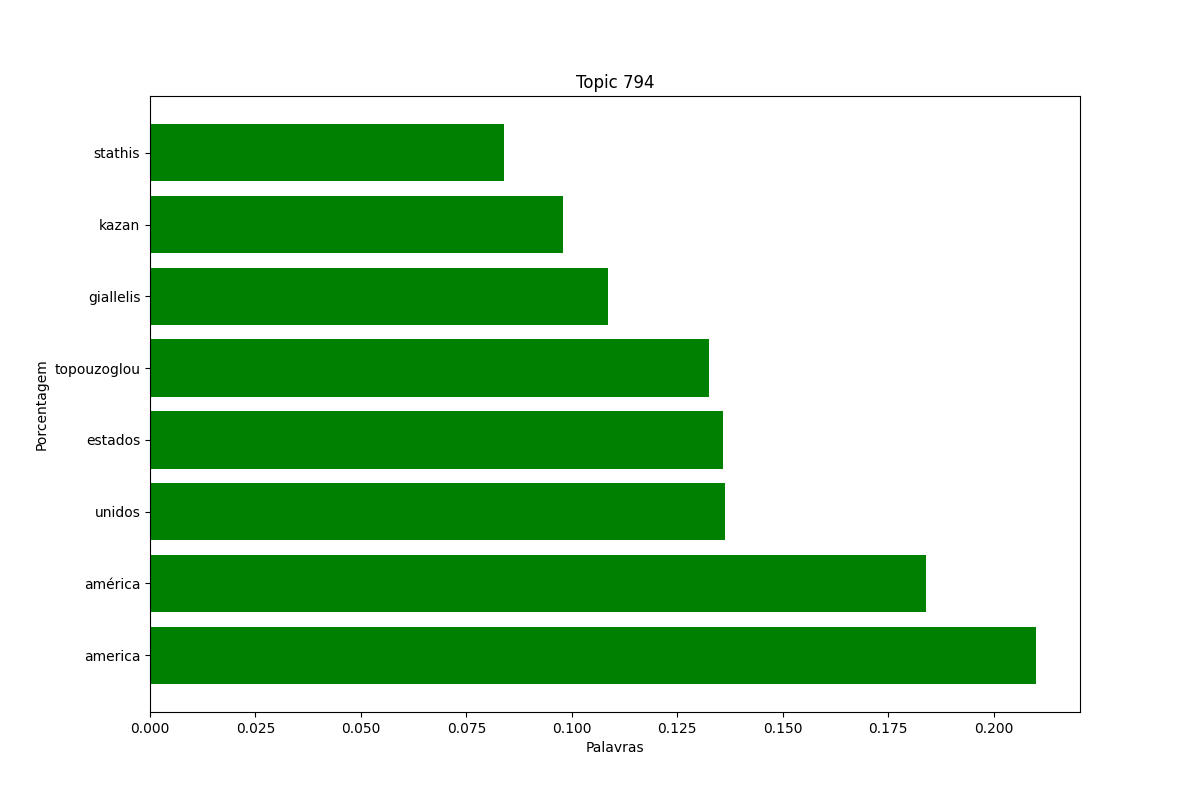 Topic 794
stathis
kazan
giallelis
topouzoglou
estados
unidos
américa
america
Porcentagem
0.000 0.025 0.050 0.075 0.100 0.125 0.150 0.175 0.200
Palavras